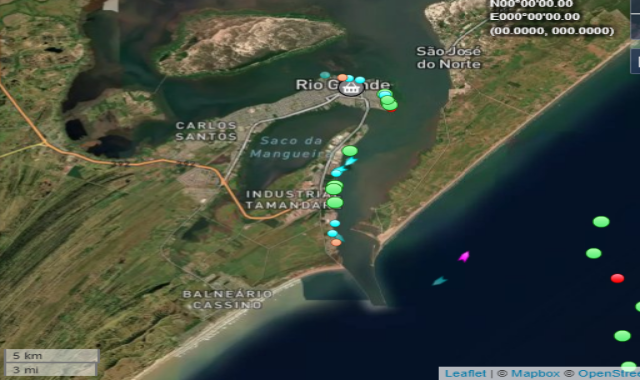 N00°00'00.00
E000°00'00.00
(00.0000, 000.0000)
São José
do Norte
Rio Grande
CARLOS
SANTOS
Saco da
Mangueira
INDUSTRIAL
TAMANDARÉ
BALNEÁRIO
CASSINO
5 km
3 mi
Leaflet | © Mapbox © OpenStree